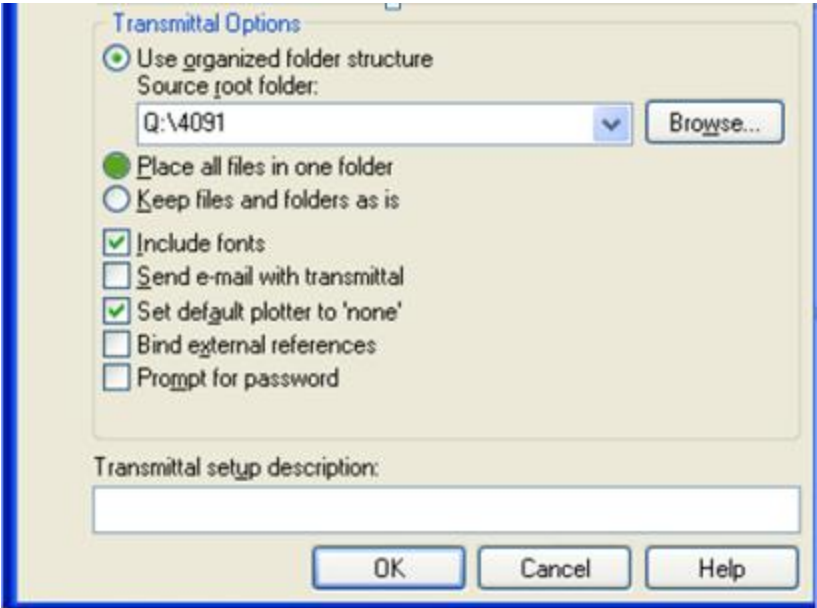 Transmittal Options
Use organized folder structure
Source root folder:
Q:\4091
Browse...
Place all files in one folder
Keep files and folders as is
Include fonts
Send e-mail with transmittal
Set default plotter to 'none'
Bind external references
Prompt for password
Transmittal setup description:
OK Cancel Help